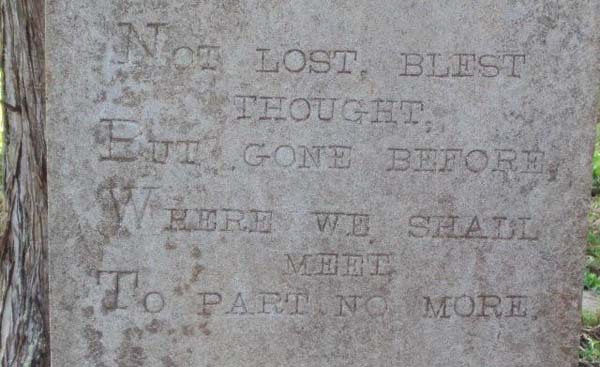 NOT LOST, BLEST
THOUGHT,
BUT GONE BEFORE,
WHERE WE SHALL
MEET
TO PART NO MORE.